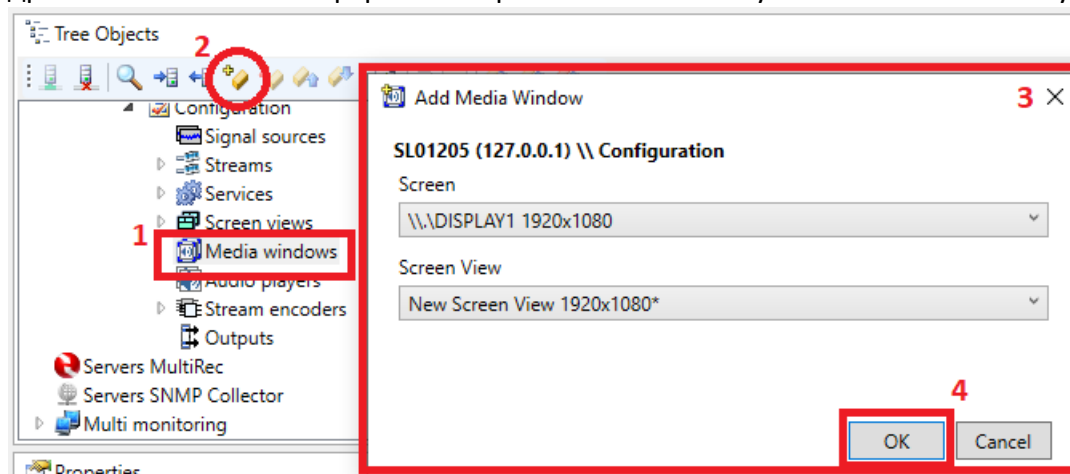 Tree Objects
2
Add Media Window
3
Configuration
SL01205 (127.0.0.1) \\ Configuration
Signal sources
Screen
Streams
\\.\DISPLAY1 1920x1080
Services
Screen views
1
Media windows
Screen View
Audio players
New Screen View 1920x1080*
Stream encoders
Outputs
Servers MultiRec
Servers SNMP Collector
4
Multi monitoring
OK
Cancel
Properties